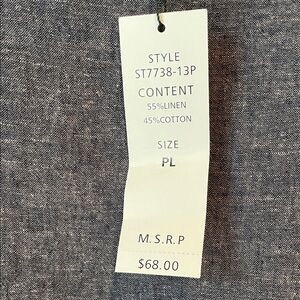 STYLE
ST7738-13P
CONTENT
55%LINEN
45%COTTON
SIZE
PL
M.S.R.P
$68.00